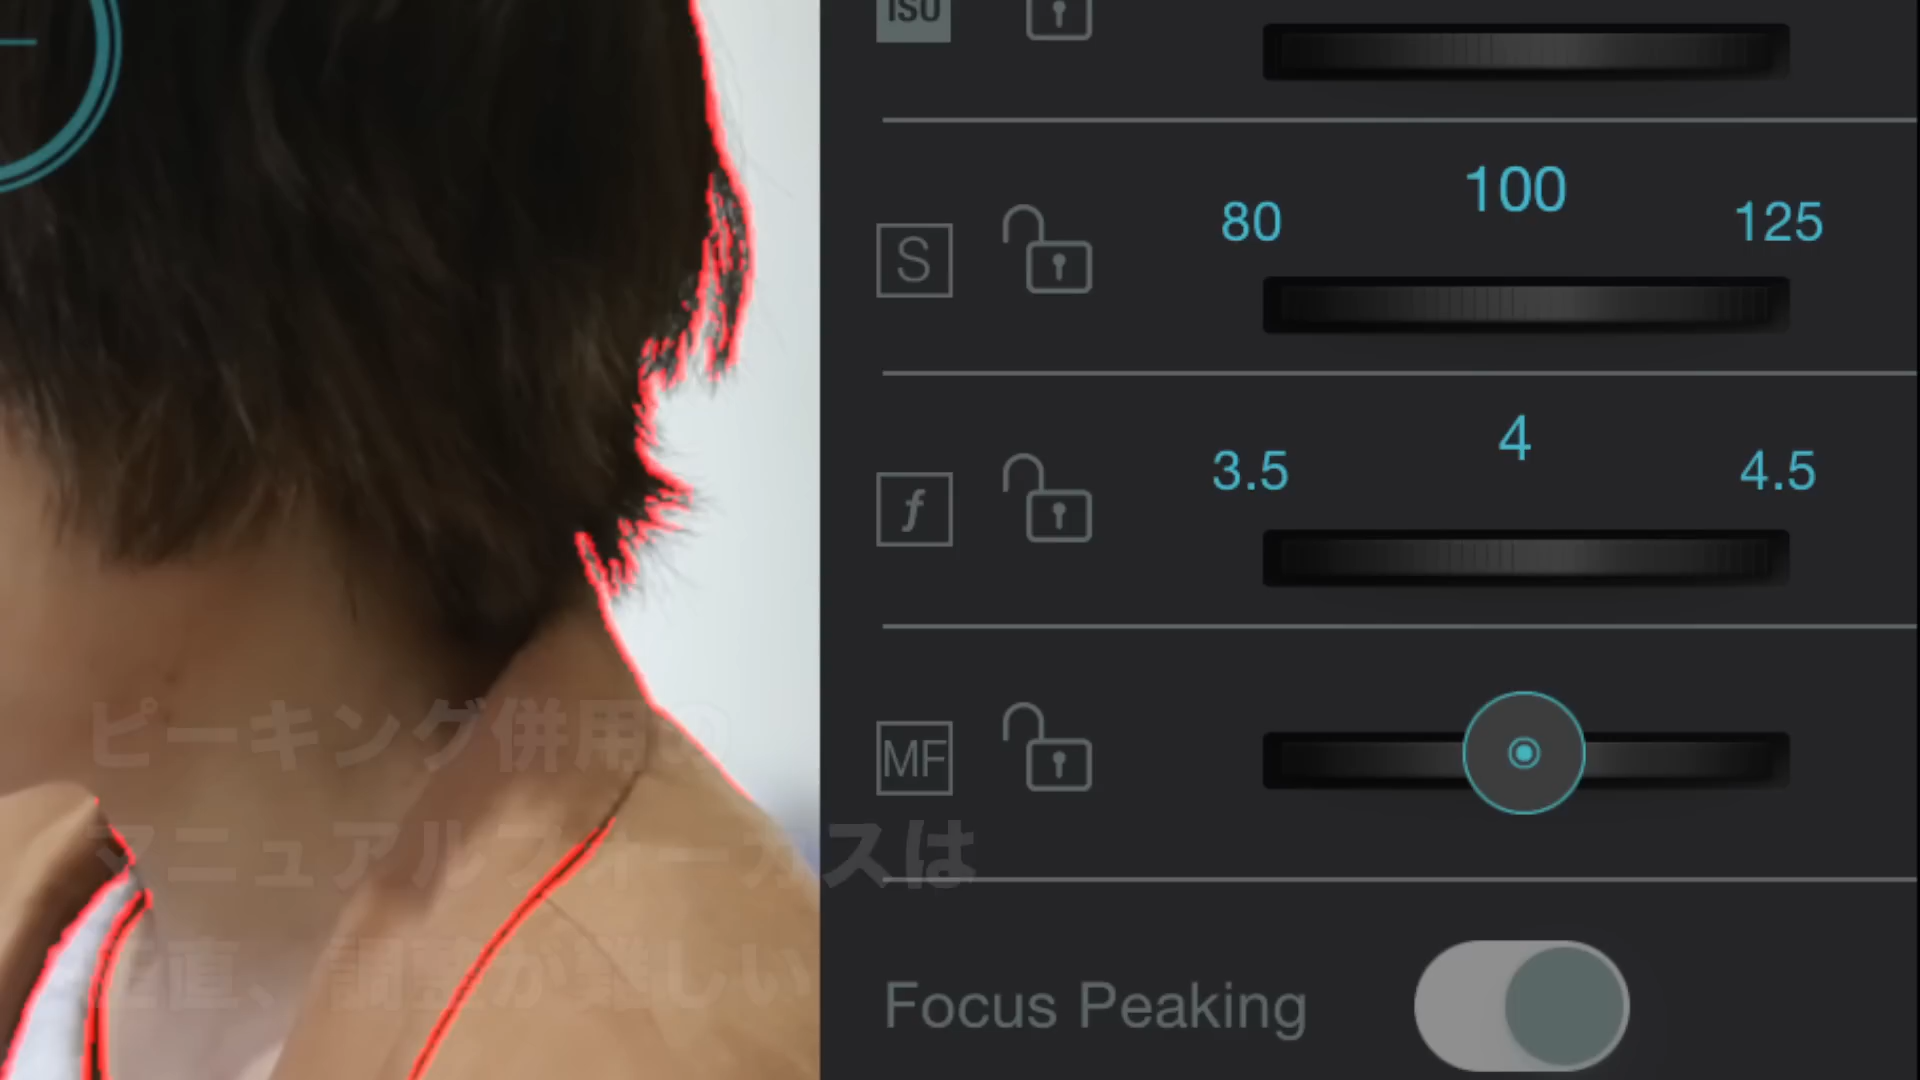 ISO
80 100 125
S
3.5 4 4.5
f
MF
Focus Peaking
ピーキング併用の
マニュアルフォーカスは
正直、調整が難しい